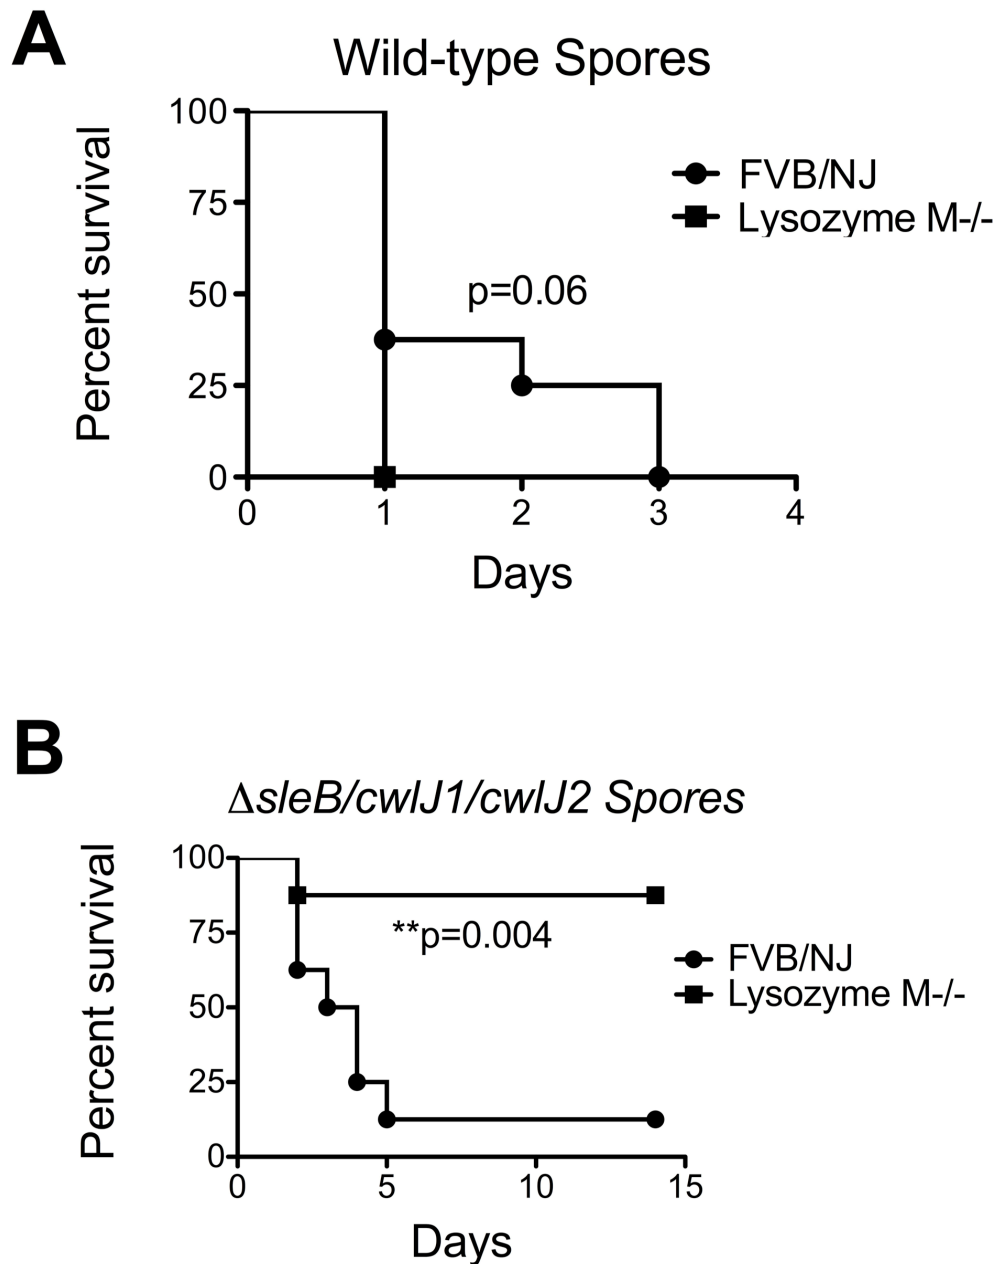 A
Wild-type Spores
Percent survival
100
75
50
25
0
p=0.06
FVB/NJ
Lysozyme M-/-
0 1 2 3 4
Days
B
ΔsleB/cwlJ1/cwlJ2 Spores
Percent survival
100
75
50
25
0
**p=0.004
FVB/NJ
Lysozyme M-/-
0 5 10 15
Days